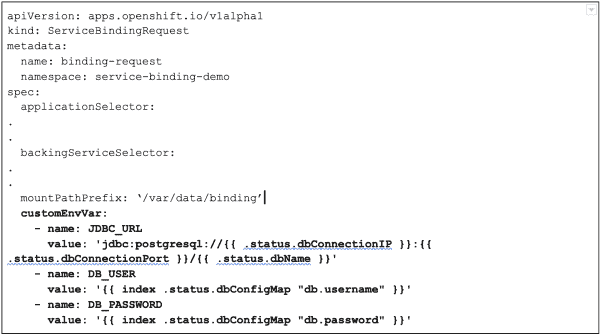 apiVersion: apps.openshift.io/v1alpha1
kind: ServiceBindingRequest
metadata:
  name: binding-request
  namespace: service-binding-demo
spec:
  applicationSelector:
.
.
  backingServiceSelector:
.
.
  mountPathPrefix: ‘/var/data/binding’
  customEnvVar:
    - name: JDBC_URL
      value: 'jdbc:postgresql://{{ .status.dbConnectionIP }}:{{
.status.dbConnectionPort }}/{{ .status.dbName }}'
    - name: DB_USER
      value: '{{ index .status.dbConfigMap "db.username" }}'
    - name: DB_PASSWORD
      value: '{{ index .status.dbConfigMap "db.password" }}'